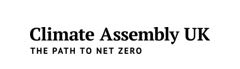 Climate Assembly UK
THE PATH TO NET ZERO